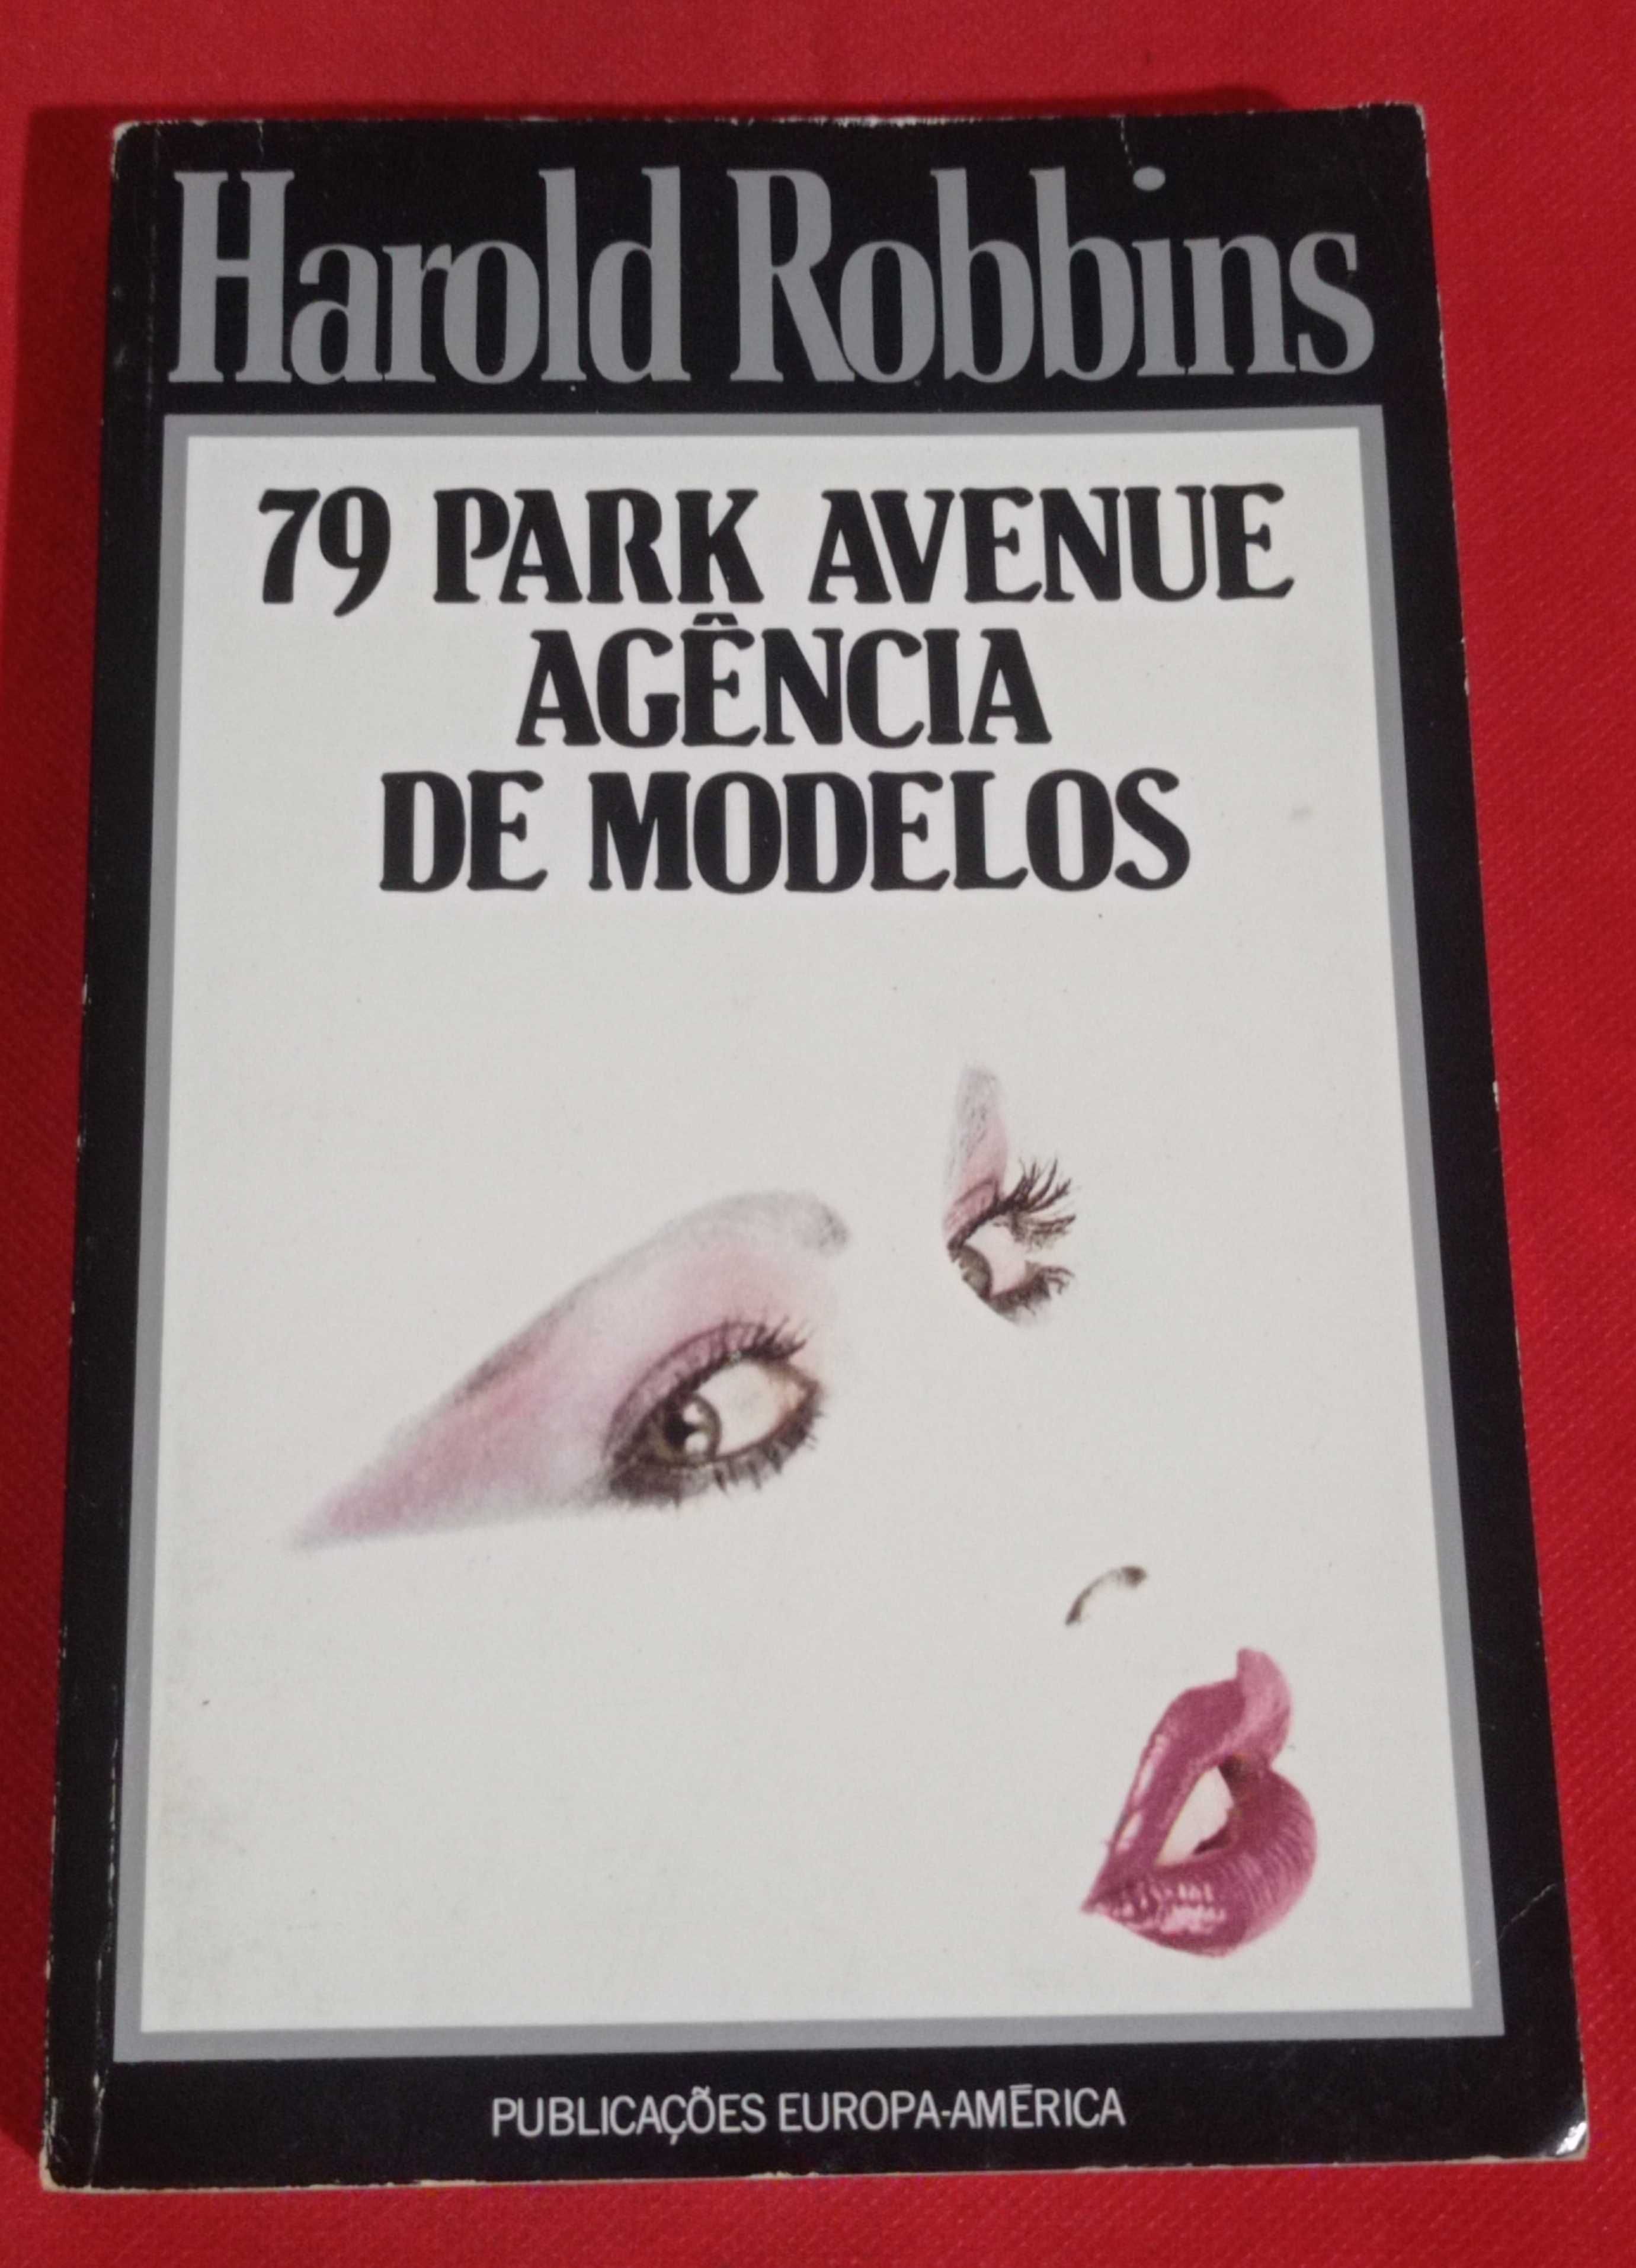 Harold Robbins
79 PARK AVENUE
AGÊNCIA
DE MODELOS
PUBLICAÇÕES EUROPA-AMÉRICA